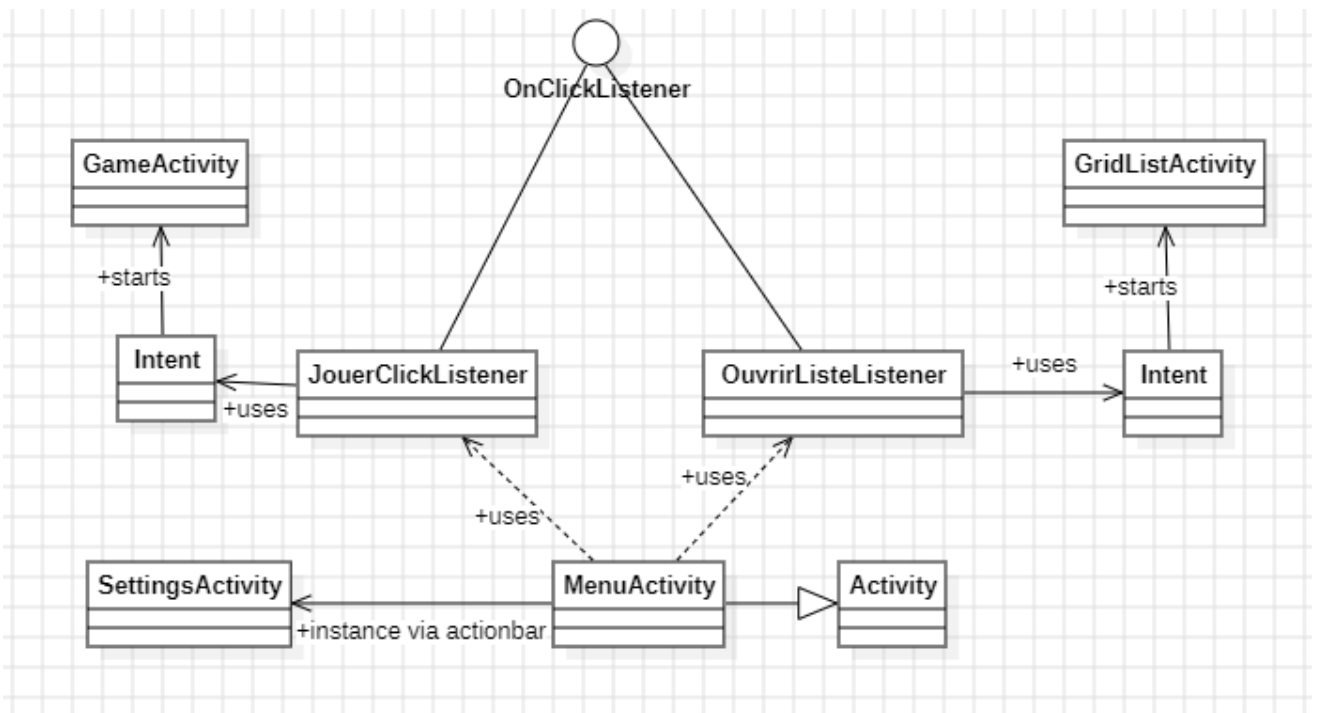 OnClickListener
GameActivity
GridListActivity
+starts
+starts
Intent
JouerClickListener
OuvrirListeListener
+uses
Intent
+uses
+uses
+uses
SettingsActivity
MenuActivity
Activity
+instance via actionbar